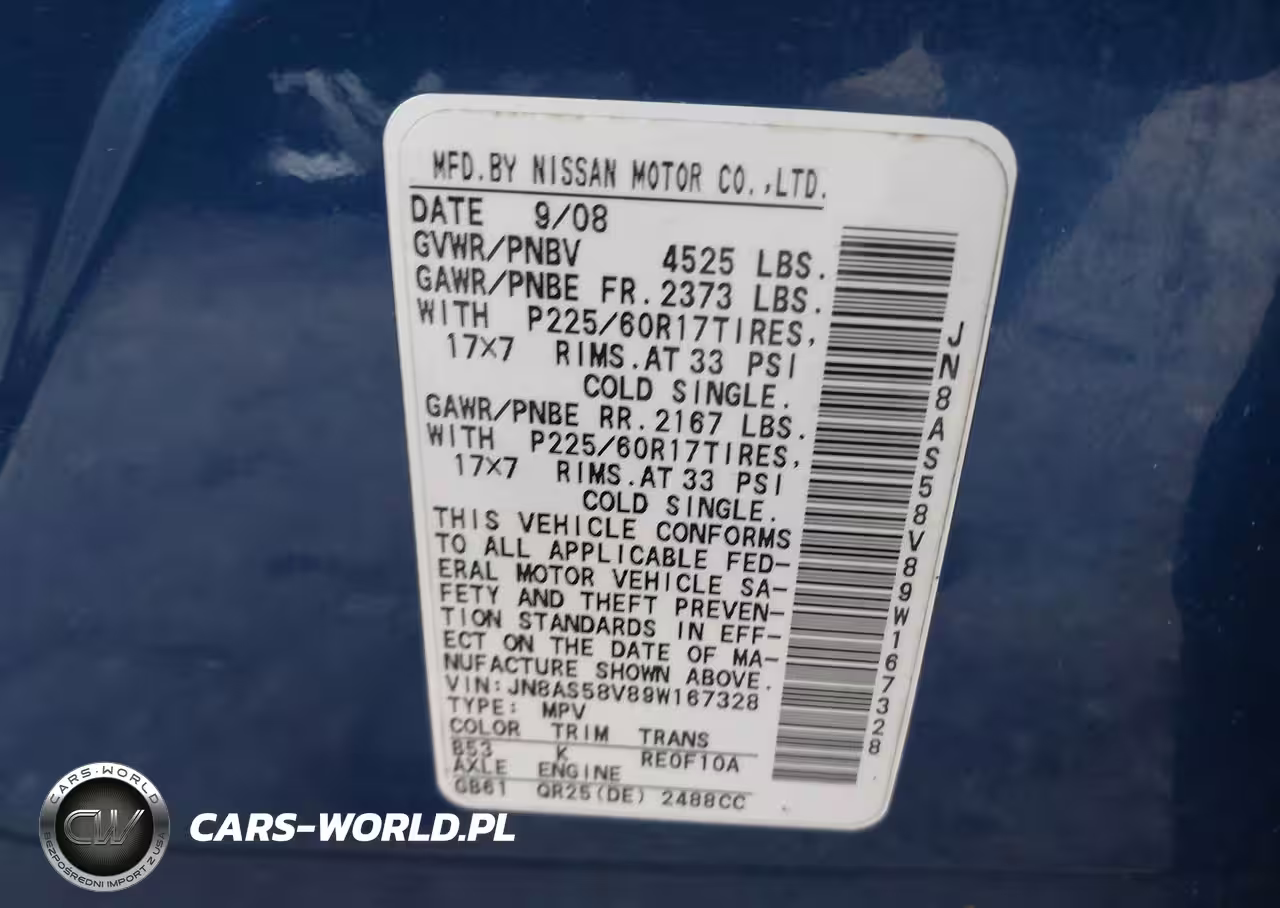 MFD.BY NISSAN MOTOR CO.,LTD.
DATE 9/08
GVWR/PNBV 4525 LBS.
GAWR/PNBE FR.2373 LBS.
WITH P225/60R17TIRES,
17×7 RIMS.AT 33 PSI
COLD SINGLE.
GAWR/PNBE RR.2167 LBS.
WITH P225/60R17TIRES,
17×7 RIMS.AT 33 PSI
COLD SINGLE.
THIS VEHICLE CONFORMS
TO ALL APPLICABLE FED-
ERAL MOTOR VEHICLE SA-
FETY AND THEFT PREVEN-
TION STANDARDS IN EFF-
ECT ON THE DATE OF MA-
NUFACTURE SHOWN ABOVE.
VIN:JN8AS58V89W167328
TYPE: MPV
COLOR TRIM TRANS
B53 K RE0F10A
AXLE ENGINE
GB61 QR25(DE) 2488CC
JN8AS58V89W167328
CARS-WORLD
CW
BEZPOŚREDNI IMPORT Z USA
CARS-WORLD.PL